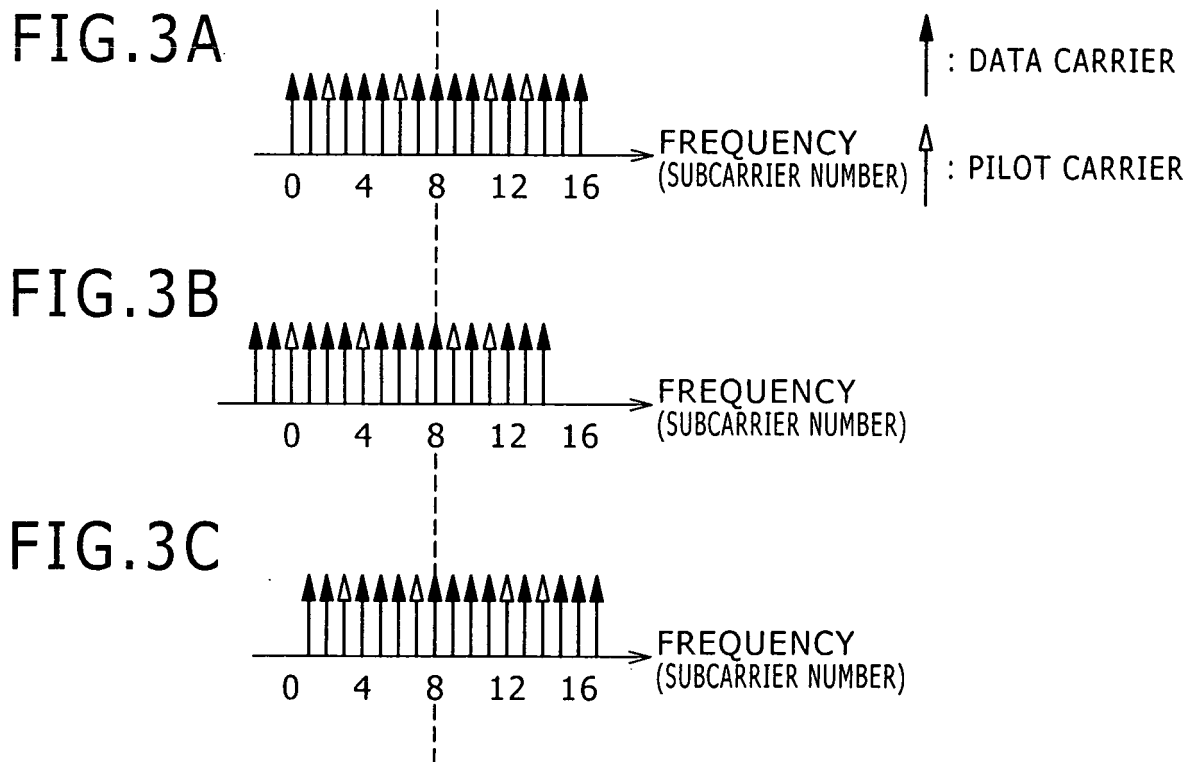 FIG.3A
: DATA CARRIER
FREQUENCY
(SUBCARRIER NUMBER)
: PILOT CARRIER
0 4 8 12 16
FIG.3B
FREQUENCY
(SUBCARRIER NUMBER)
0 4 8 12 16
FIG.3C
FREQUENCY
(SUBCARRIER NUMBER)
0 4 8 12 16